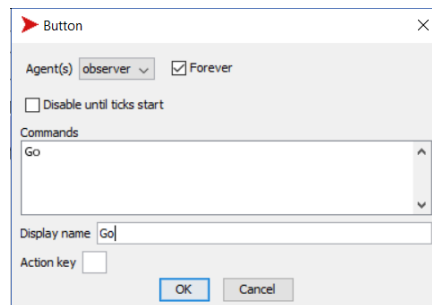 Button
Agent(s) observer Forever
Disable until ticks start
Commands
Go
Display name Go
Action key
OK Cancel